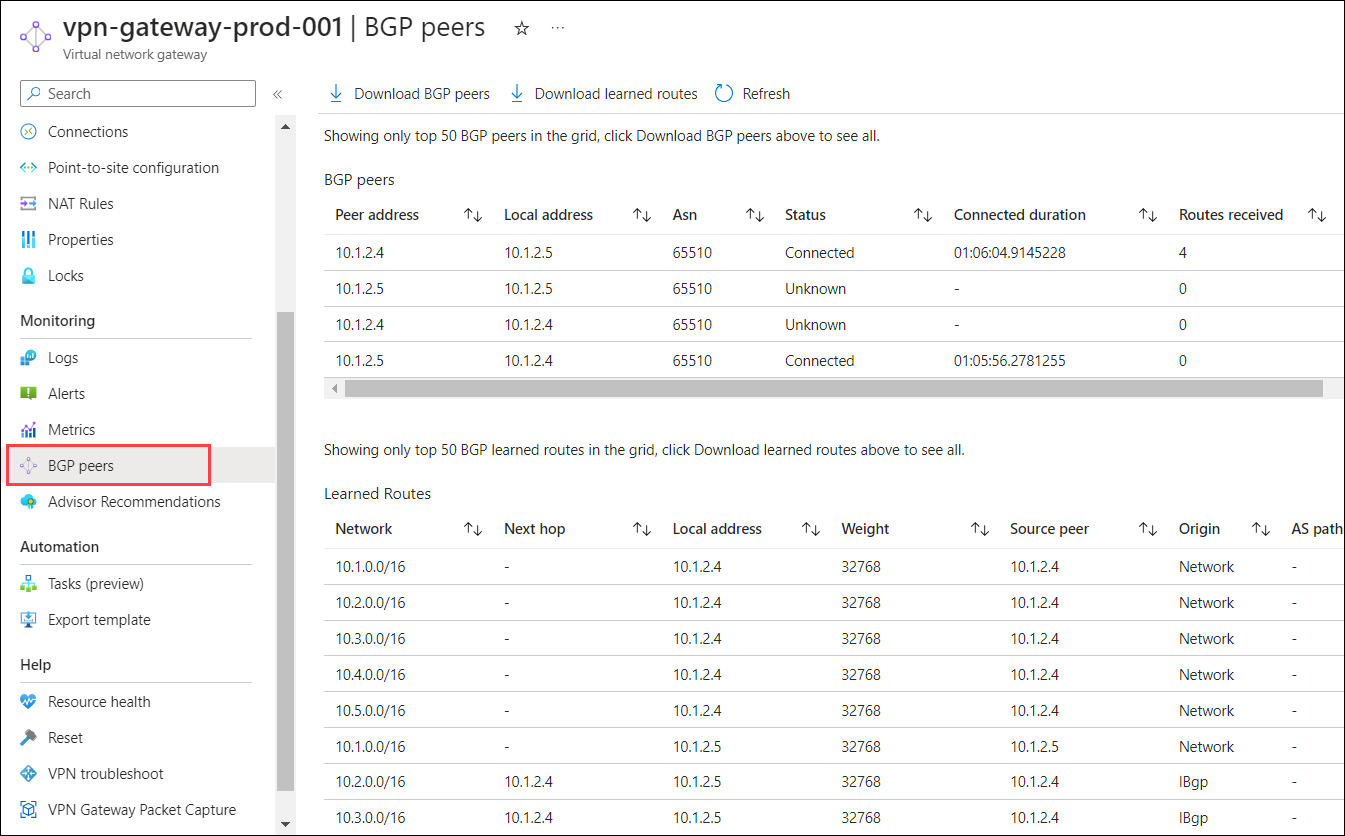 vpn-gateway-prod-001 | BGP peers ☆ ...
Virtual network gateway
Search «
Connections
Point-to-site configuration
NAT Rules
Properties
Locks
Monitoring
Logs
Alerts
Metrics
BGP peers
Advisor Recommendations
Automation
Tasks (preview)
Export template
Help
Resource health
Reset
VPN troubleshoot
VPN Gateway Packet Capture
Download BGP peers Download learned routes Refresh
Showing only top 50 BGP peers in the grid, click Download BGP peers above to see all.
BGP peers
Peer address ↑↓ Local address ↑↓ Asn ↑↓ Status ↑↓ Connected duration ↑↓ Routes received ↑↓
10.1.2.4 10.1.2.5 65510 Connected 01:06:04.9145228 4
10.1.2.5 10.1.2.5 65510 Unknown - 0
10.1.2.4 10.1.2.4 65510 Unknown - 0
10.1.2.5 10.1.2.4 65510 Connected 01:05:56.2781255 0
Showing only top 50 BGP learned routes in the grid, click Download learned routes above to see all.
Learned Routes
Network ↑↓ Next hop ↑↓ Local address ↑↓ Weight ↑↓ Source peer ↑↓ Origin ↑↓ AS path
10.1.0.0/16 - 10.1.2.4 32768 10.1.2.4 Network -
10.2.0.0/16 - 10.1.2.4 32768 10.1.2.4 Network -
10.3.0.0/16 - 10.1.2.4 32768 10.1.2.4 Network -
10.4.0.0/16 - 10.1.2.4 32768 10.1.2.4 Network -
10.5.0.0/16 - 10.1.2.4 32768 10.1.2.4 Network -
10.1.0.0/16 - 10.1.2.5 32768 10.1.2.5 Network -
10.2.0.0/16 10.1.2.4 10.1.2.5 32768 10.1.2.4 IBgp -
10.3.0.0/16 10.1.2.4 10.1.2.5 32768 10.1.2.4 IBgp -